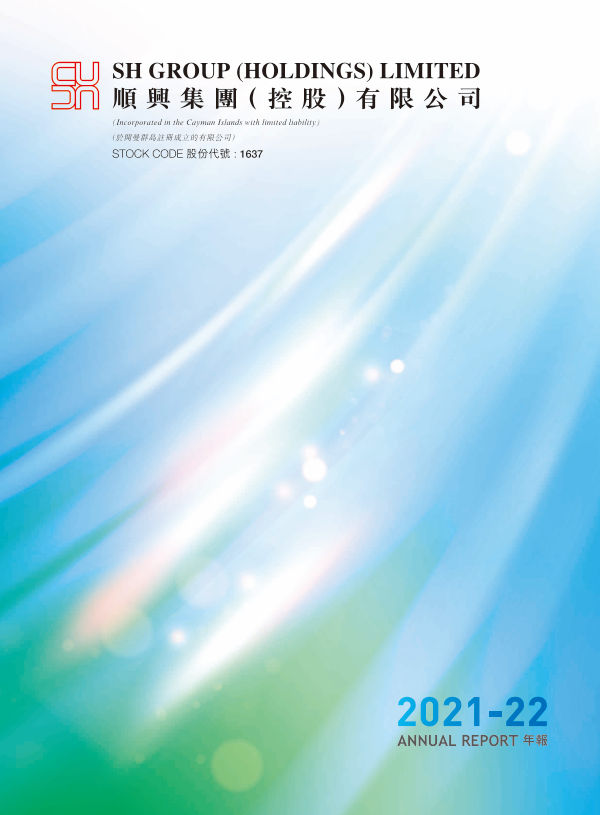 SH GROUP (HOLDINGS) LIMITED
順興集團(控股)有限公司
(Incorporated in the Cayman Islands with limited liability)
(於開曼群島註冊成立的有限公司)
STOCK CODE 股份代號 : 1637
2021-22
ANNUAL REPORT 年報